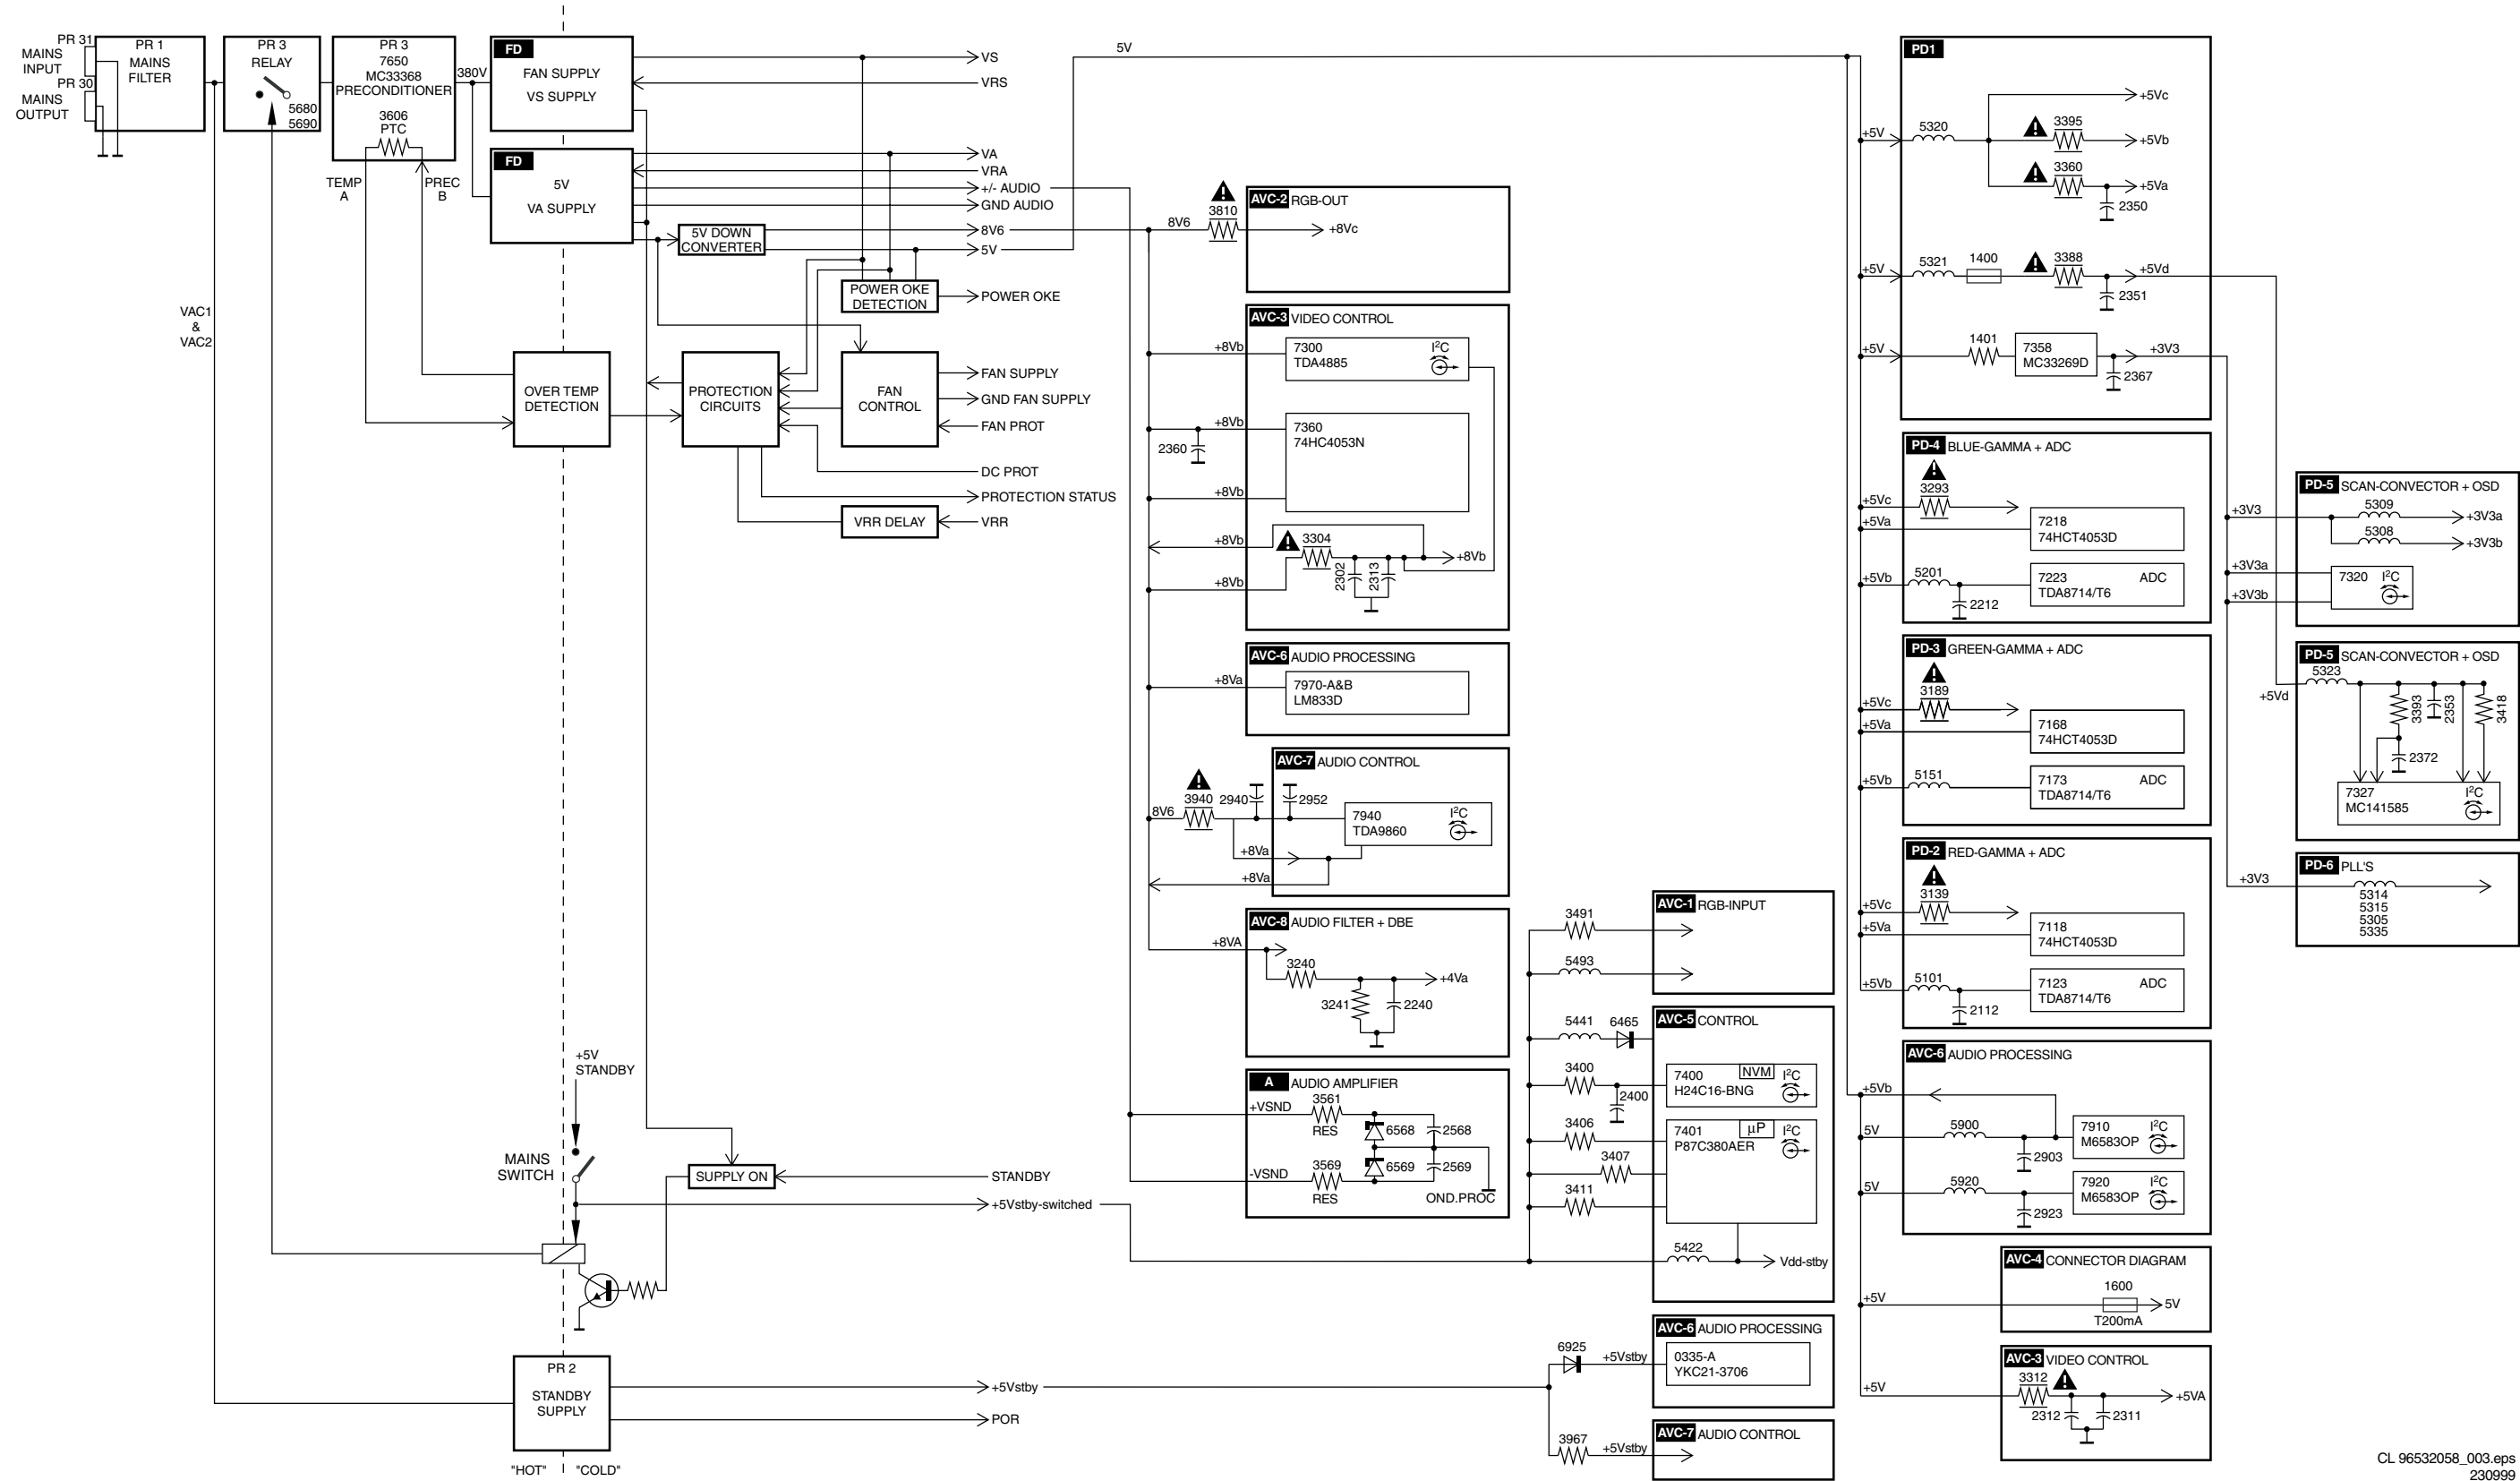 PR 31
MAINS
INPUT
PR 30
MAINS
OUTPUT
PR 1
MAINS
FILTER
PR 3
RELAY
5680
5690
PR 3
7650
MC33368
PRECONDITIONER
3606
PTC
TEMP
A
PREC
B
380V
FD
FAN SUPPLY
VS SUPPLY
FD
5V
VA SUPPLY
VS
VRS
VA
VRA
+/- AUDIO
GND AUDIO
8V6
5V
5V DOWN
CONVERTER
POWER OKE
DETECTION
POWER OKE
VAC1
&
VAC2
OVER TEMP
DETECTION
PROTECTION
CIRCUITS
FAN
CONTROL
FAN SUPPLY
GND FAN SUPPLY
FAN PROT
DC PROT
PROTECTION STATUS
VRR DELAY
VRR
+5V
STANDBY
MAINS
SWITCH
SUPPLY ON
STANDBY
+5Vstby-switched
PR 2
STANDBY
SUPPLY
+5Vstby
POR
"HOT"
"COLD"
5V
8V6
3810
AVC-2 RGB-OUT
+8Vc
AVC-3 VIDEO CONTROL
+8Vb
7300
TDA4885
I²C
+8Vb
2360
7360
74HC4053N
+8Vb
+8Vb
3304
2302
2313
+8Vb
+8Vb
AVC-6 AUDIO PROCESSING
+8Va
7970-A&B
LM833D
AVC-7 AUDIO CONTROL
8V6
3940
2940
2952
7940
TDA9860
I²C
+8Va
+8Va
AVC-8 AUDIO FILTER + DBE
+8VA
3240
+4Va
3241
2240
A AUDIO AMPLIFIER
+VSND
3561
RES
6568
2568
-VSND
3569
RES
6569
2569
OND.PROC
AVC-1 RGB-INPUT
3491
5493
AVC-5 CONTROL
5441
6465
3400
2400
7400
H24C16-BNG
NVM
I²C
3406
3407
3411
7401
P87C380AER
µP
I²C
5422
Vdd-stby
AVC-6 AUDIO PROCESSING
6925
+5Vstby
0335-A
YKC21-3706
AVC-7 AUDIO CONTROL
3967
+5Vstby
PD1
+5V
5320
+5Vc
3395
+5Vb
3360
+5Va
2350
+5V
5321
1400
3388
+5Vd
2351
+5V
1401
7358
MC33269D
+3V3
2367
PD-4 BLUE-GAMMA + ADC
3293
+5Vc
+5Va
7218
74HCT4053D
+5Vb
5201
2212
7223
TDA8714/T6
ADC
PD-3 GREEN-GAMMA + ADC
3189
+5Vc
+5Va
7168
74HCT4053D
+5Vb
5151
7173
TDA8714/T6
ADC
PD-2 RED-GAMMA + ADC
3139
+5Vc
+5Va
7118
74HCT4053D
+5Vb
5101
2112
7123
TDA8714/T6
ADC
AVC-6 AUDIO PROCESSING
+5Vb
5V
5900
2903
7910
M6583OP
I²C
5V
5920
2923
7920
M6583OP
I²C
AVC-4 CONNECTOR DIAGRAM
+5V
1600
T200mA
5V
AVC-3 VIDEO CONTROL
+5V
3312
2312
2311
+5VA
PD-5 SCAN-CONVECTOR + OSD
+3V3
5309
+3V3a
5308
+3V3b
+3V3a
+3V3b
7320
I²C
PD-5 SCAN-CONVECTOR + OSD
+5Vd
5323
3393
2353
3418
2372
7327
MC141585
I²C
PD-6 PLL'S
+3V3
5314
5315
5305
5335
CL 96532058_003.eps
230999